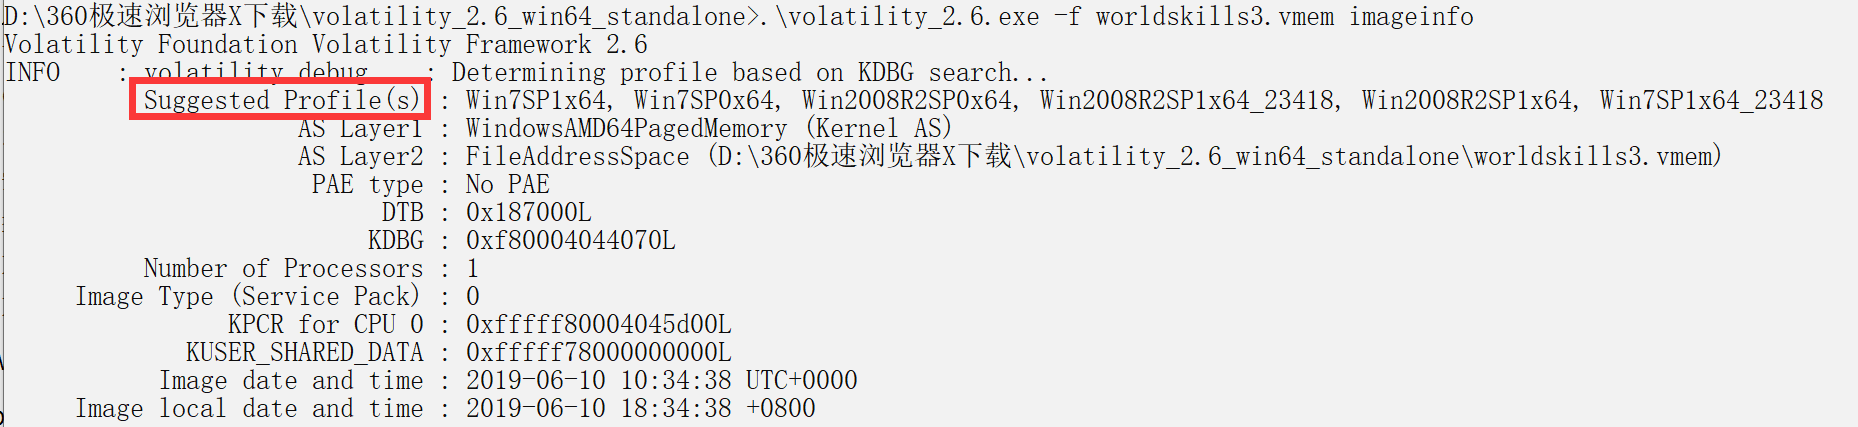 D:\360极速浏览器X下载\volatility_2.6_win64_standalone>.\volatility_2.6.exe -f worldskills3.vmem imageinfo
Volatility Foundation Volatility Framework 2.6
INFO    : volatility.debug    : Determining profile based on KDBG search...
Suggested Profile(s) : Win7SP1x64, Win7SP0x64, Win2008R2SP0x64, Win2008R2SP1x64_23418, Win2008R2SP1x64, Win7SP1x64_23418
AS Layer1 : WindowsAMD64PagedMemory (Kernel AS)
AS Layer2 : FileAddressSpace (D:\360极速浏览器X下载\volatility_2.6_win64_standalone\worldskills3.vmem)
PAE type : No PAE
DTB : 0x187000L
KDBG : 0xf80004044070L
Number of Processors : 1
Image Type (Service Pack) : 0
KPCR for CPU 0 : 0xfffff80004045d00L
KUSER_SHARED_DATA : 0xfffff78000000000L
Image date and time : 2019-06-10 10:34:38 UTC+0000
Image local date and time : 2019-06-10 18:34:38 +0800